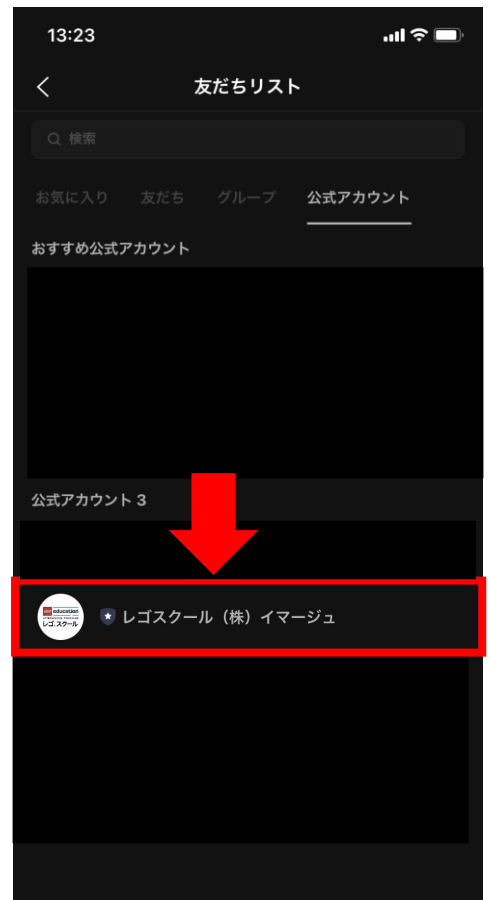 13:23
友だちリスト
検索
お気に入り 友だち グループ 公式アカウント
おすすめ公式アカウント
公式アカウント 3
education
レゴ スクール
レゴスクール（株）イマージュ